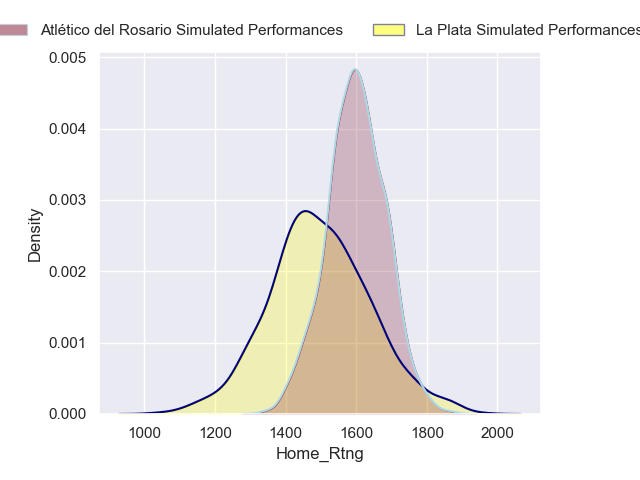 Atlético del Rosario Simulated Performances La Plata Simulated Performances
0.005
0.004
0.003
0.002
0.001
0.000
Density
1000 1200 1400 1600 1800 2000
Home_Rtng